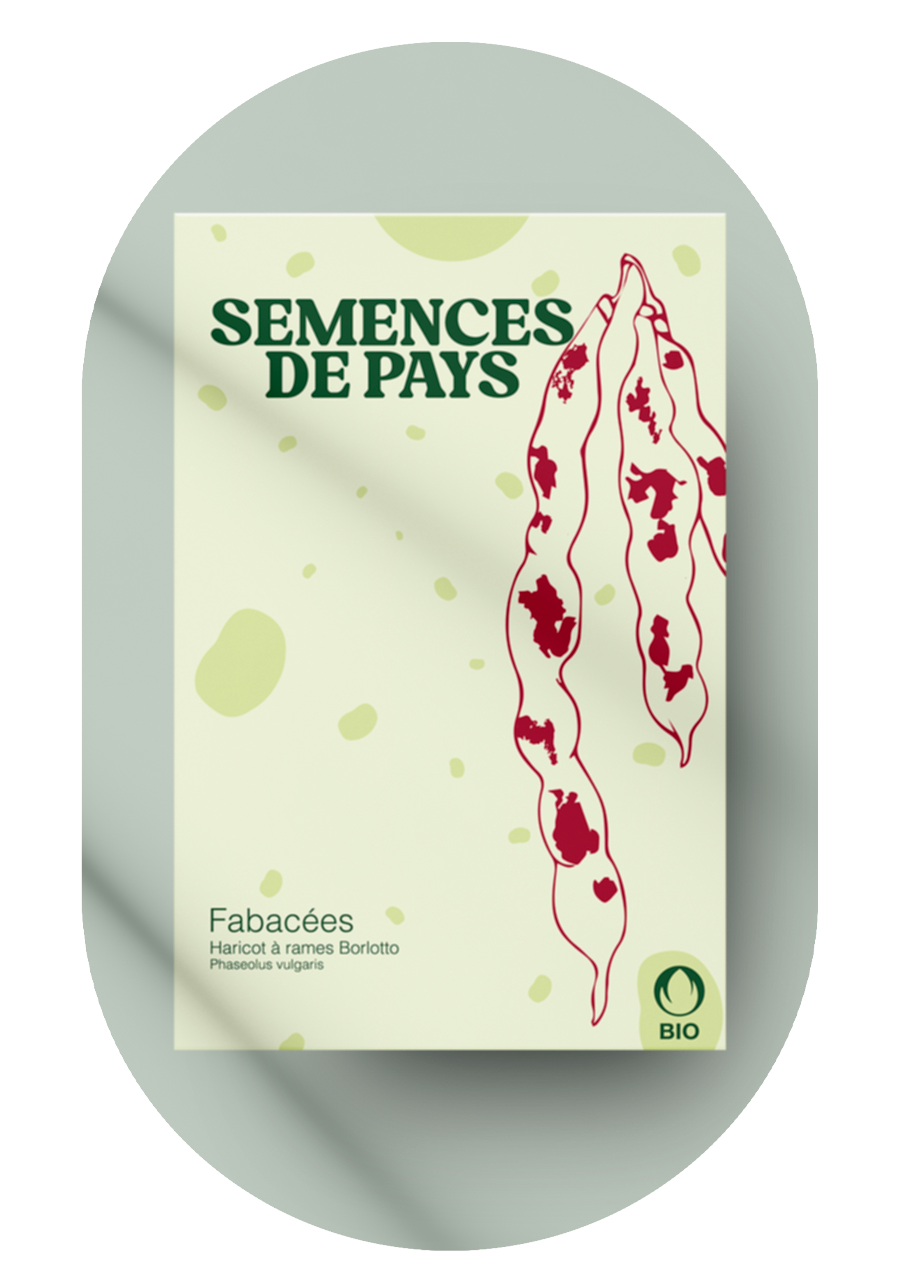 SEMENCES
DE PAYS
Fabacées
Haricot à rames Borlotto
Phaseolus vulgaris
BIO